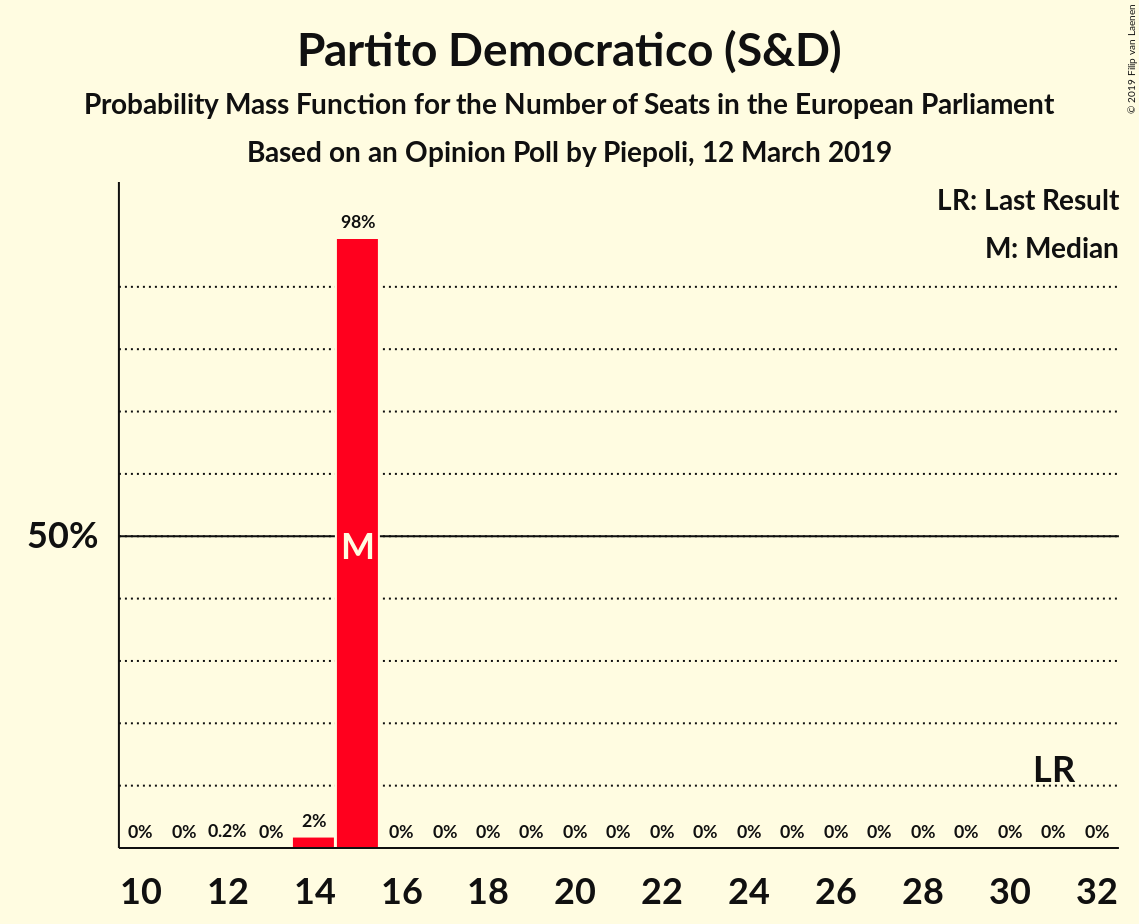 Partito Democratico (S&D)
Probability Mass Function for the Number of Seats in the European Parliament
Based on an Opinion Poll by Piepoli, 12 March 2019
© 2019 Filip van Laenen
LR: Last Result
M: Median
98%
50%
M
LR
0% 0% 0.2% 0% 2% 0% 0% 0% 0% 0% 0% 0% 0% 0% 0% 0% 0% 0% 0% 0% 0% 0%
10 12 14 16 18 20 22 24 26 28 30 32